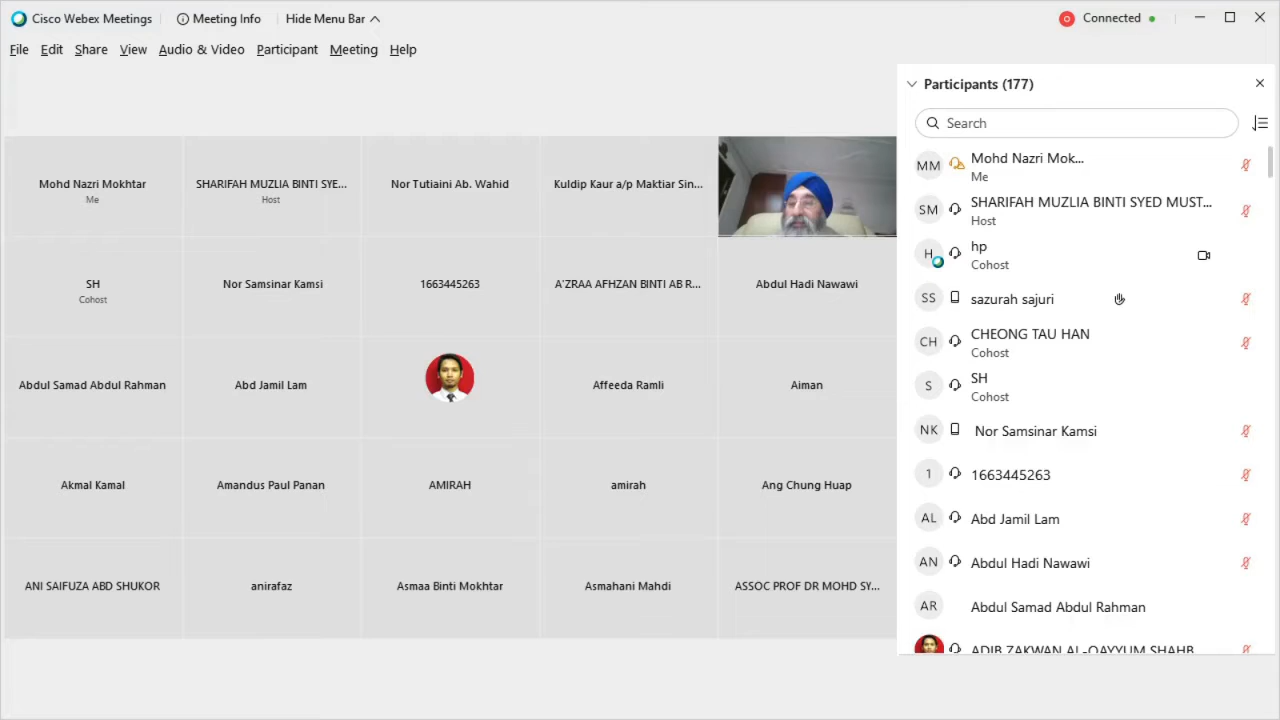 Cisco Webex Meetings
Meeting Info
Hide Menu Bar
Connected
File Edit Share View Audio & Video Participant Meeting Help
Mohd Nazri Mokhtar
Me
SHARIFAH MUZLIA BINTI SYE...
Host
Nor Tutiaini Ab. Wahid
Kuldip Kaur a/p Maktiar Sin...
SH
Cohost
Nor Samsinar Kamsi
1663445263
A'ZRAA AFHZAN BINTI AB R...
Abdul Hadi Nawawi
Abdul Samad Abdul Rahman
Abd Jamil Lam
Affeeda Ramli
Aiman
Akmal Kamal
Amandus Paul Panan
AMIRAH
amirah
Ang Chung Huap
ANI SAIFUZA ABD SHUKOR
anirafaz
Asmaa Binti Mokhtar
Asmahani Mahdi
ASSOC PROF DR MOHD SY...
Participants (177)
Search
MM
Mohd Nazri Mok...
Me
SM
SHARIFAH MUZLIA BINTI SYED MUST...
Host
H
hp
Cohost
SS
sazurah sajuri
CH
CHEONG TAU HAN
Cohost
S
SH
Cohost
NK
Nor Samsinar Kamsi
1
1663445263
AL
Abd Jamil Lam
AN
Abdul Hadi Nawawi
AR
Abdul Samad Abdul Rahman
ADIB ZAKWAN AL-QAYYUM SHAHB